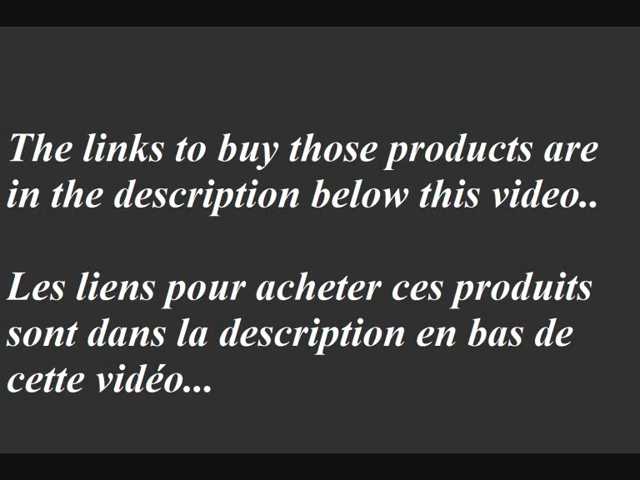 The links to buy those products are
in the description below this video..
Les liens pour acheter ces produits
sont dans la description en bas de
cette vidéo...